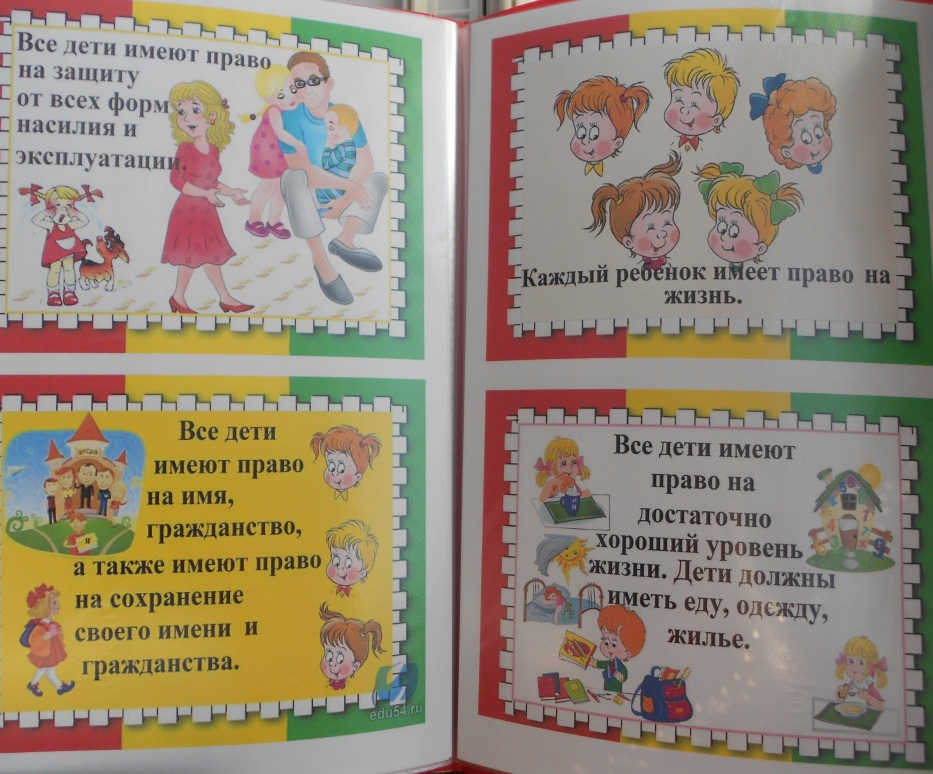 Все дети имеют право
на защиту
от всех форм
насилия и
эксплуатации.
Каждый ребенок имеет право на
жизнь.
ШКОЛА
Я
Все дети
имеют право
на имя,
гражданство,
а также имеют право
на сохранение
своего имени и
гражданства.
edu54.ru
Все дети имеют
право на
достаточно
хороший уровень
жизни. Дети должны
иметь еду, одежду,
жилье.